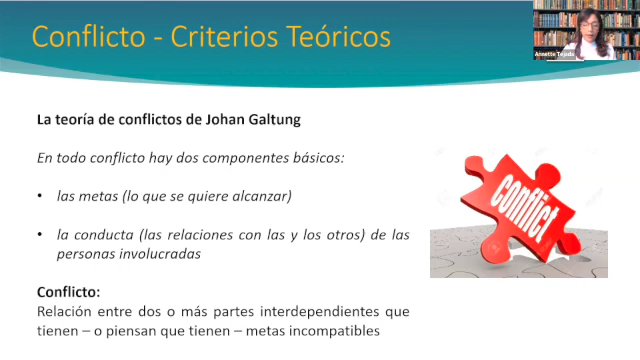 Conflicto - Criterios Teóricos
Annette Tejada
La teoría de conflictos de Johan Galtung
En todo conflicto hay dos componentes básicos:
• las metas (lo que se quiere alcanzar)
• la conducta (las relaciones con las y los otros) de las
personas involucradas
conflict
Conflicto:
Relación entre dos o más partes interdependientes que
tienen – o piensan que tienen – metas incompatibles